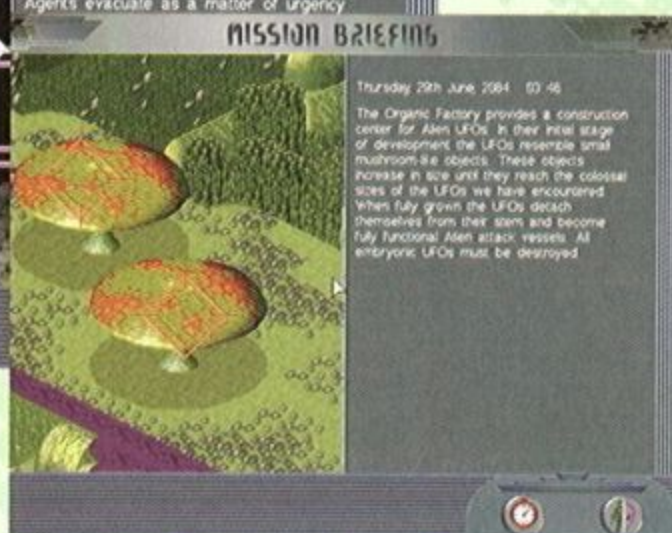 Agents evacuate as a matter of urgency
MISSION BRIEFING
Thursday, 29th June, 2084 03 46
The Organic Factory provides a construction
center for Alien UFOs. In their initial stage
of development the UFOs resemble small
mushroom-like objects. These objects
increase in size until they reach the colossal
sizes of the UFOs we have encountered
When fully grown the UFOs detach
themselves from their stem and become
fully functional Alien attack vessels. All
embryonic UFOs must be destroyed